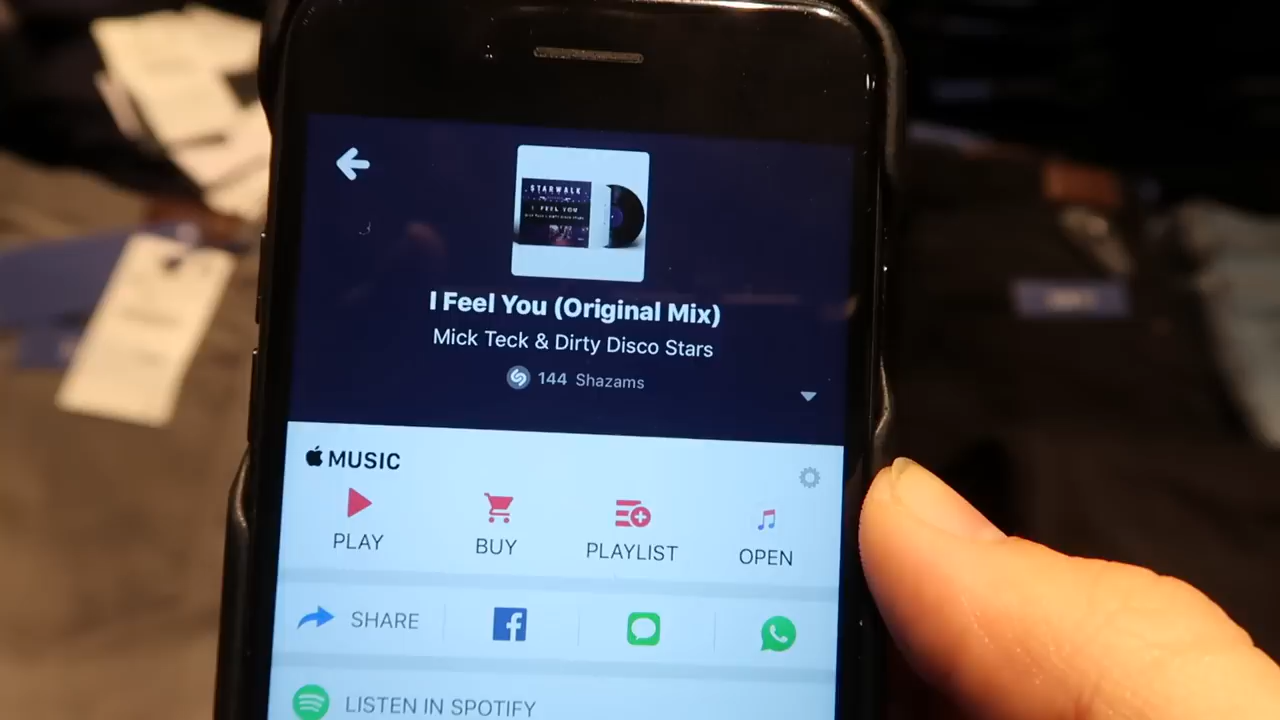 STARWALK
I FEEL YOU
I Feel You (Original Mix)
Mick Teck & Dirty Disco Stars
144 Shazams
MUSIC
PLAY
BUY
PLAYLIST
OPEN
SHARE
LISTEN IN SPOTIFY